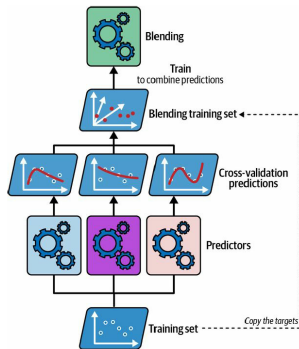 Blending
Train
to combine predictions
Blending training set
Cross-validation
predictions
Predictors
Copy the targets
Training set